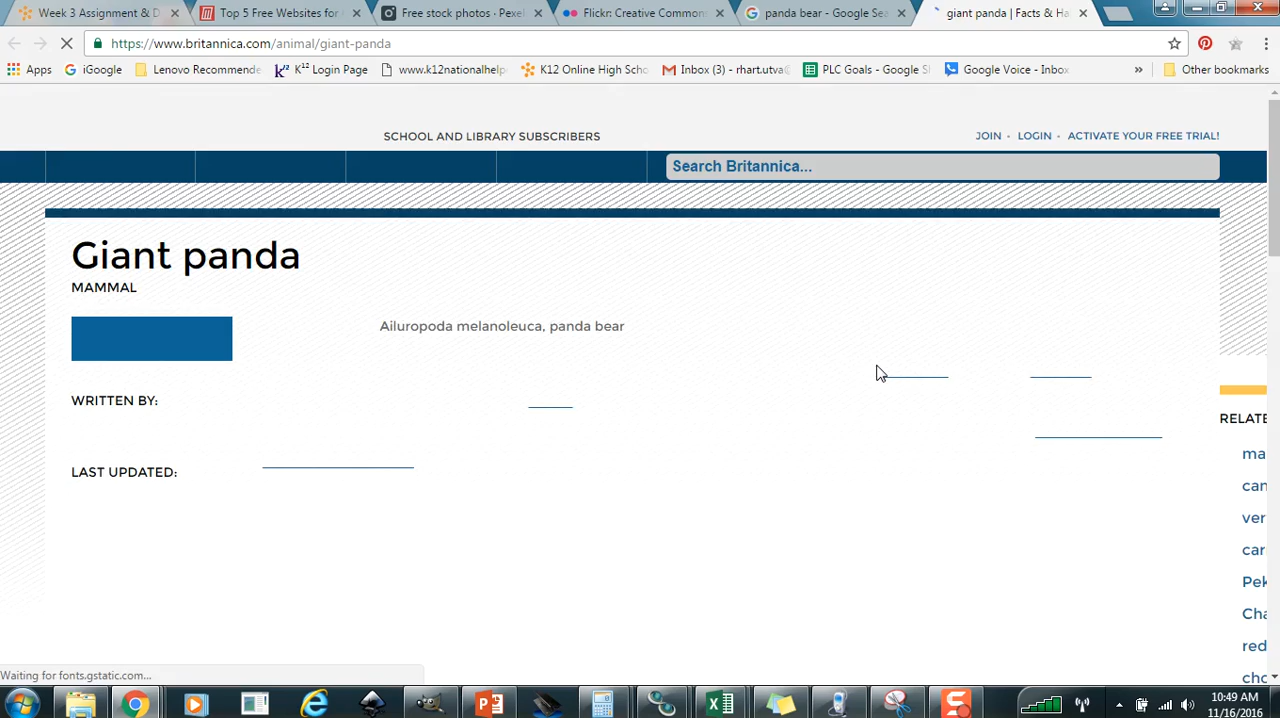 Week 3 Assignment & D
Top 5 Free Websites for
Free stock photos - Pexel
Flickr: Creative Common
panda bear - Google Sea
giant panda | Facts & Ha
https://www.britannica.com/animal/giant-panda
Apps
iGoogle
Lenovo Recommende
K¹² Login Page
www.k12nationalhelp
K12 Online High Scho
Inbox (3) - rhart.utva@
PLC Goals - Google Sl
Google Voice - Inbox
»
Other bookmarks
SCHOOL AND LIBRARY SUBSCRIBERS
JOIN • LOGIN • ACTIVATE YOUR FREE TRIAL!
Search Britannica...
Giant panda
MAMMAL
Ailuropoda melanoleuca, panda bear
WRITTEN BY:
LAST UPDATED:
RELATE
ma
can
ver
car
Pek
Cha
red
cho
Waiting for fonts.gstatic.com...
10:49 AM
11/16/2016